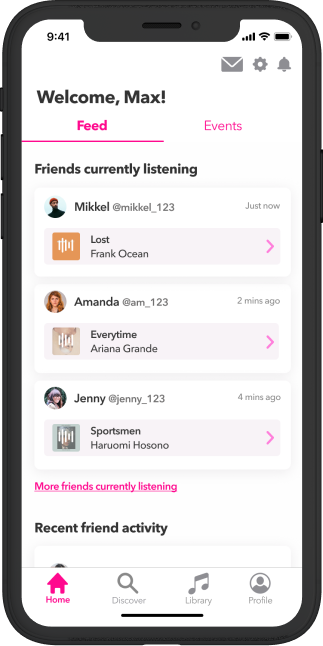 9:41
Welcome, Max!
Feed Events
Friends currently listening
Mikkel @mikkel_123 Just now
Lost
Frank Ocean
Amanda @am_123 2 mins ago
Everytime
Ariana Grande
Jenny @jenny_123 4 mins ago
Sportsmen
Haruomi Hosono
More friends currently listening
Recent friend activity
Home Discover Library Profile